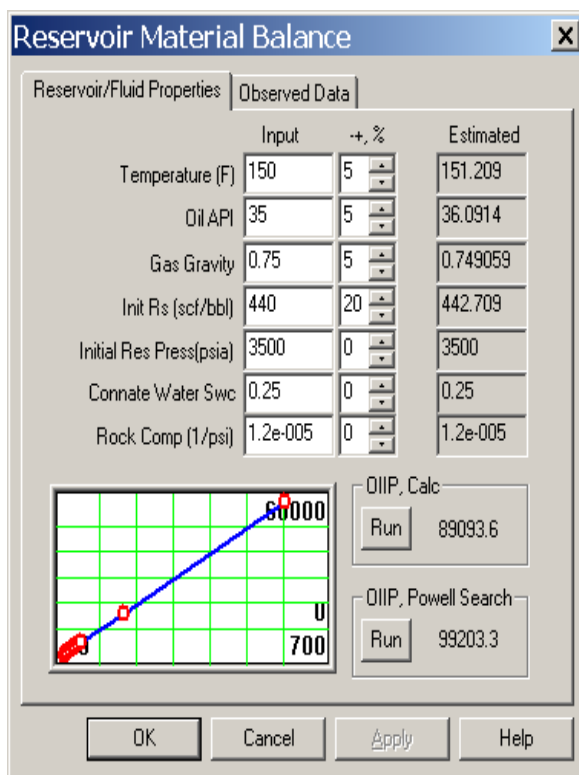 Reservoir Material Balance
Reservoir/Fluid Properties Observed Data
Input -+, % Estimated
Temperature (F) 150 5 151.209
Oil API 35 5 36.0914
Gas Gravity 0.75 5 0.749059
Init Rs (scf/bbl) 440 20 442.709
Initial Res Press(psia) 3500 0 3500
Connate Water Swc 0.25 0 0.25
Rock Comp (1/psi) 1.2e-005 0 1.2e-005
OIIP, Calc
60000
Run 89093.6
0
OIIP, Powell Search
0 700
Run 99203.3
OK Cancel Apply Help